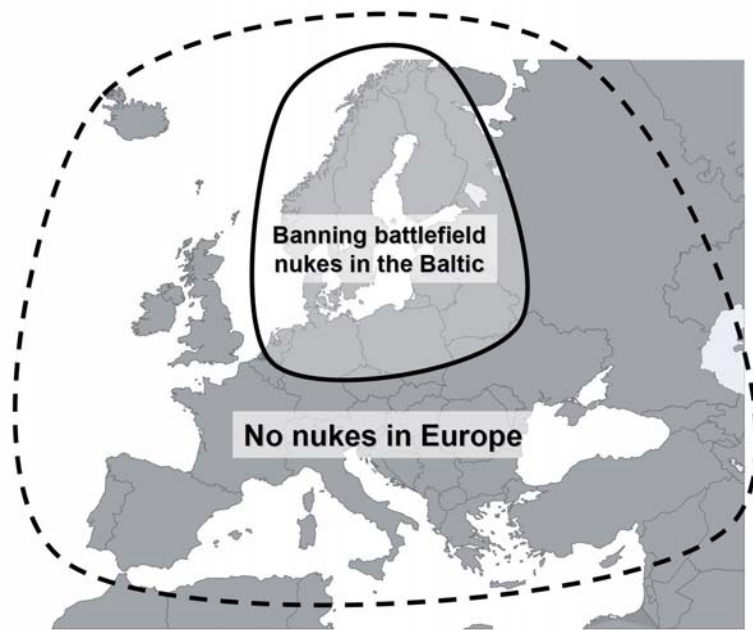 Banning battlefield
nukes in the Baltic
No nukes in Europe